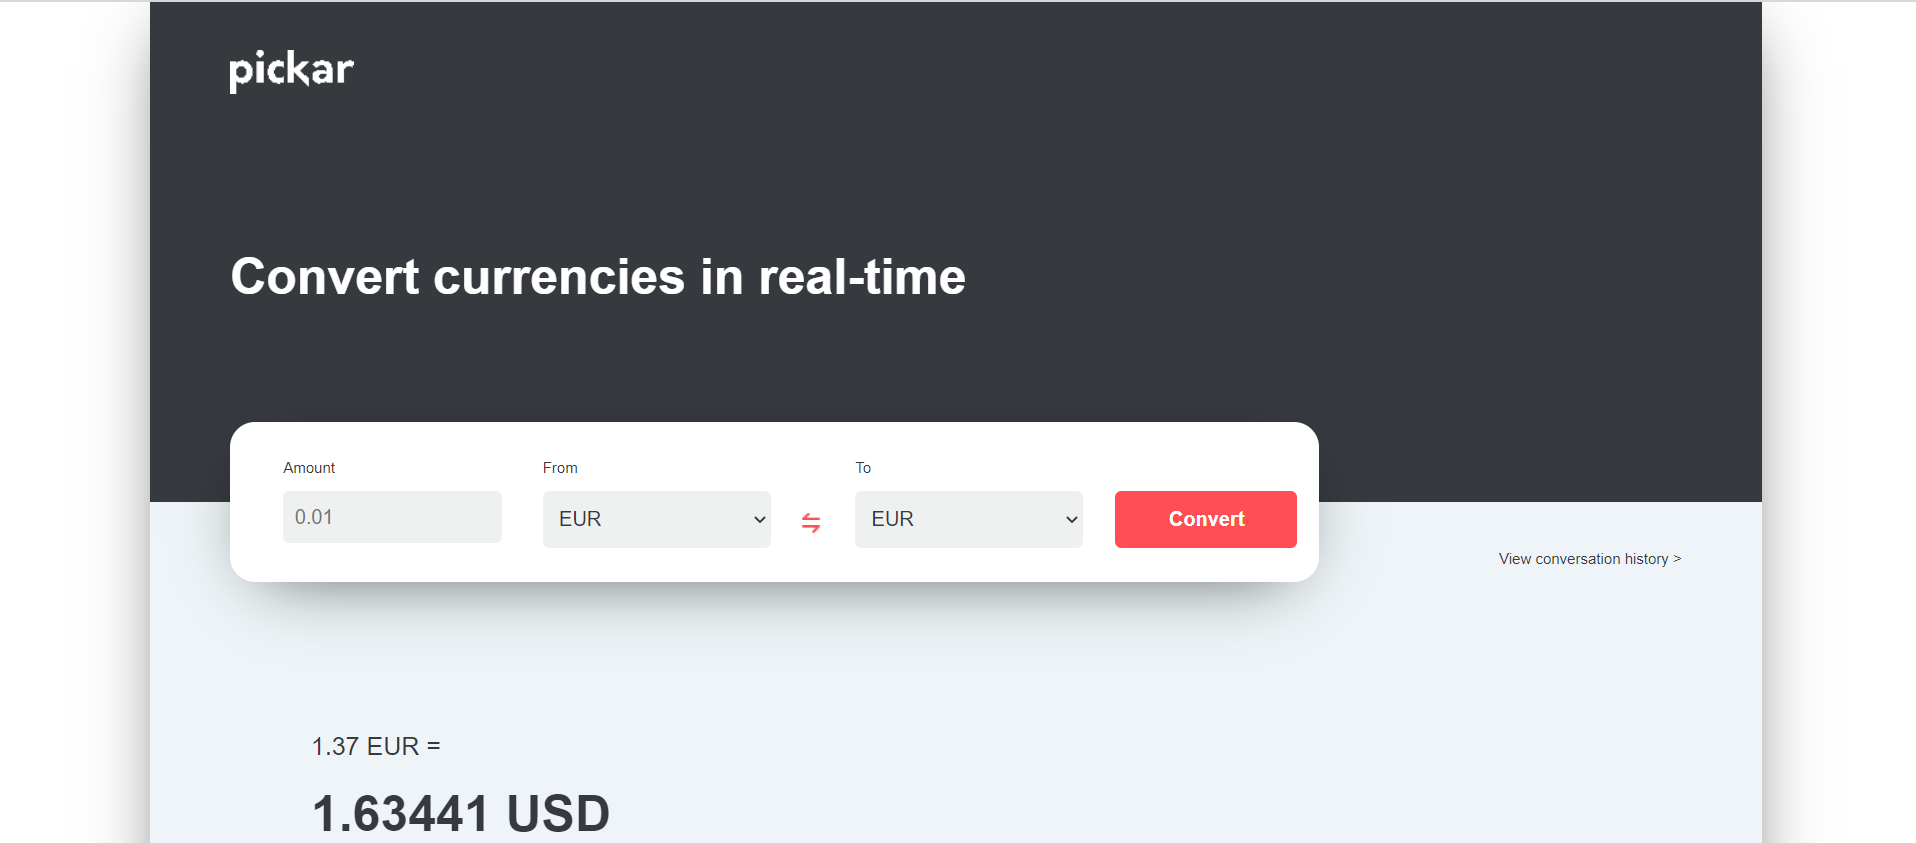 pickar
Convert currencies in real-time
Amount
From
To
0.01
EUR
EUR
Convert
View conversation history >
1.37 EUR =
1.63441 USD